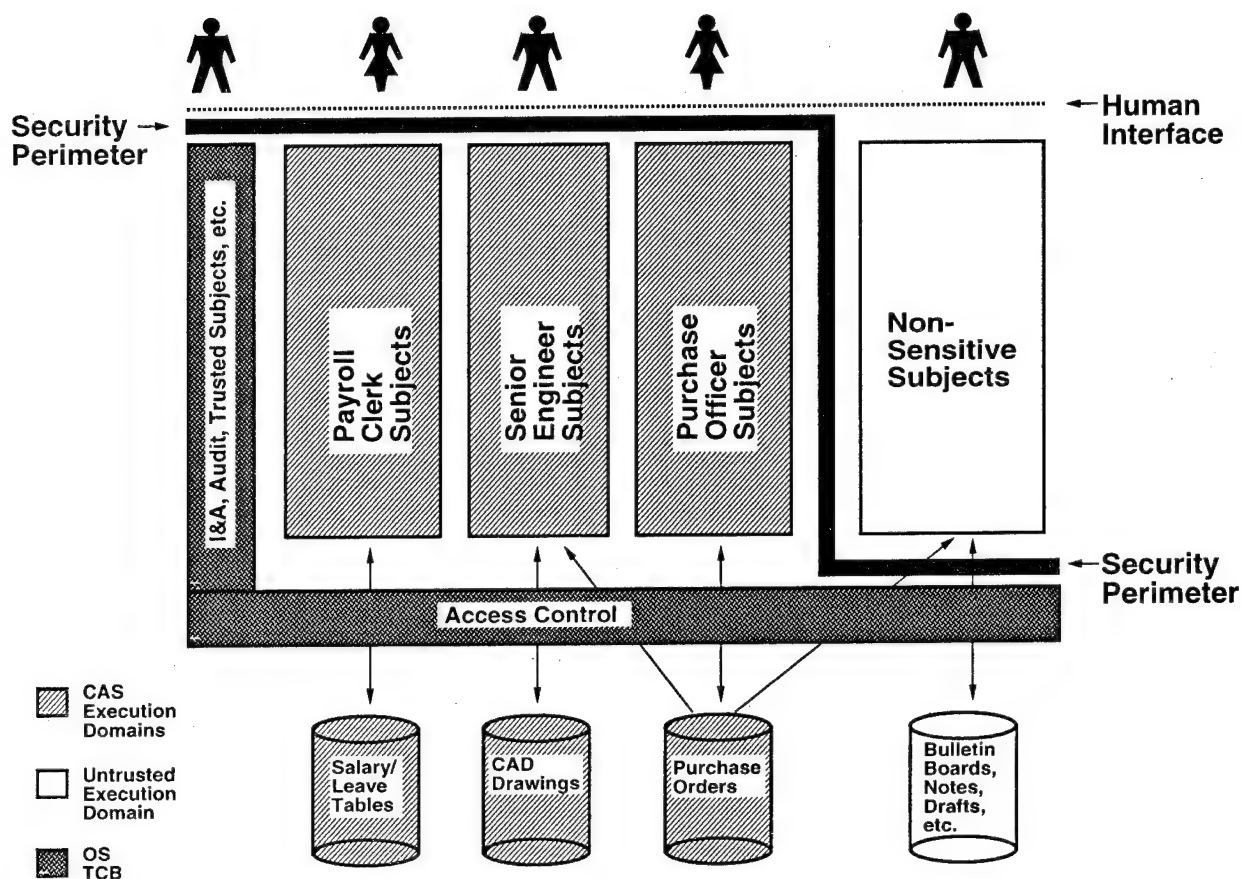 Human
Interface
Security
Perimeter
I&A, Audit, Trusted Subjects, etc.
Payroll
Clerk
Subjects
Senior
Engineer
Subjects
Purchase
Officer
Subjects
Non-
Sensitive
Subjects
Security
Perimeter
Access Control
CAS
Execution
Domains
Untrusted
Execution
Domain
OS
TCB
Salary/
Leave
Tables
CAD
Drawings
Purchase
Orders
Bulletin
Boards,
Notes,
Drafts,
etc.